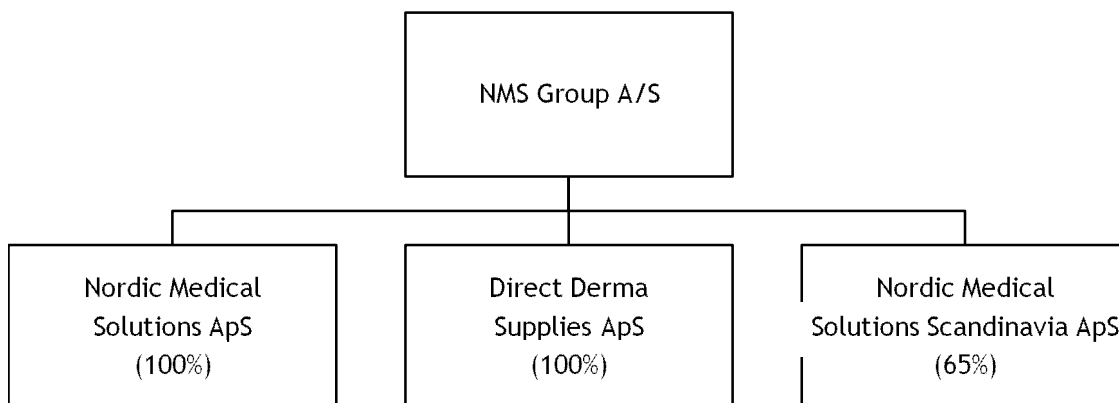 NMS Group A/S
Nordic Medical
Solutions ApS
(100%)
Direct Derma
Supplies ApS
(100%)
Nordic Medical
Solutions Scandinavia ApS
(65%)